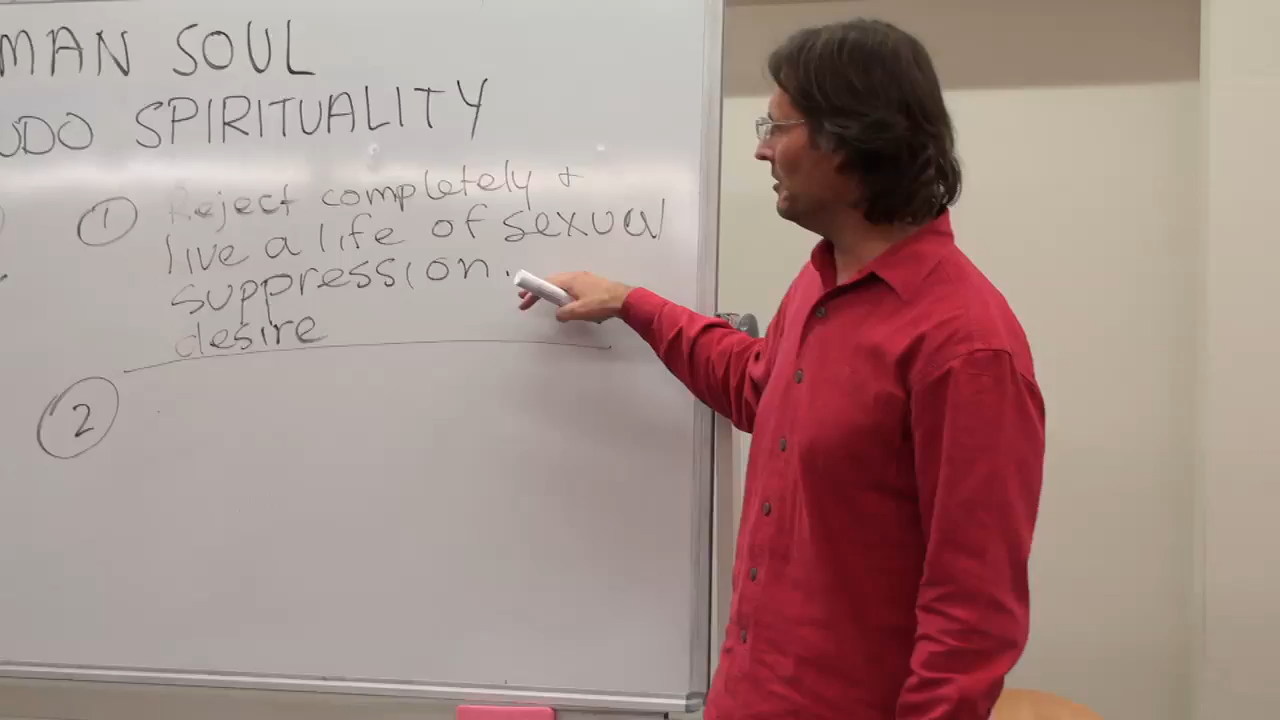 MAN SOUL
UDO SPIRITUALITY
① Reject completely +
live a life of sexual
suppression.
desire
②